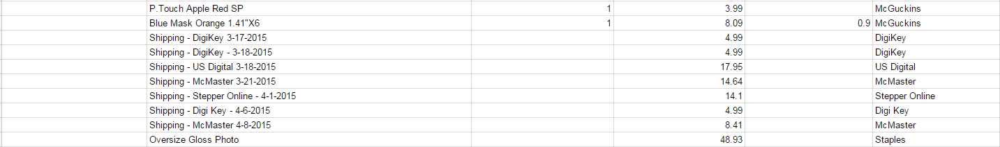 P.Touch Apple Red SP 1 3.99 McGuckins
Blue Mask Orange 1.41"X6 1 8.09 0.9 McGuckins
Shipping - DigiKey 3-17-2015 4.99 DigiKey
Shipping - DigiKey - 3-18-2015 4.99 DigiKey
Shipping - US Digital 3-18-2015 17.95 US Digital
Shipping - McMaster 3-21-2015 14.64 McMaster
Shipping - Stepper Online - 4-1-2015 14.1 Stepper Online
Shipping - Digi Key - 4-6-2015 4.99 Digi Key
Shipping - McMaster 4-8-2015 8.41 McMaster
Oversize Gloss Photo 48.93 Staples